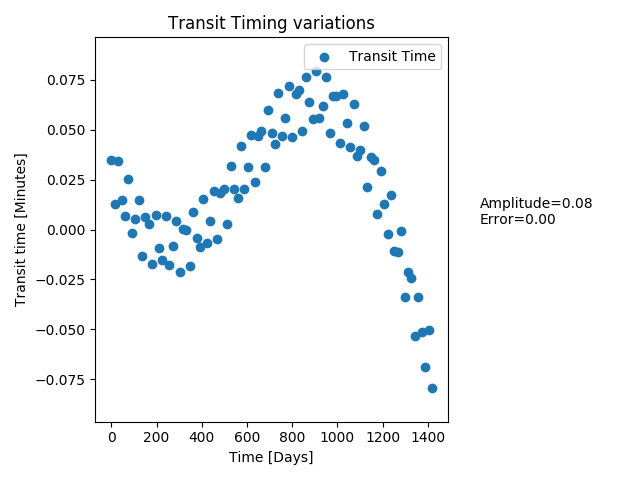 Transit Timing variations
Transit Time
Transit time [Minutes]
0.075
0.050
0.025
0.000
−0.025
−0.050
−0.075
0 200 400 600 800 1000 1200 1400
Time [Days]
Amplitude=0.08
Error=0.00